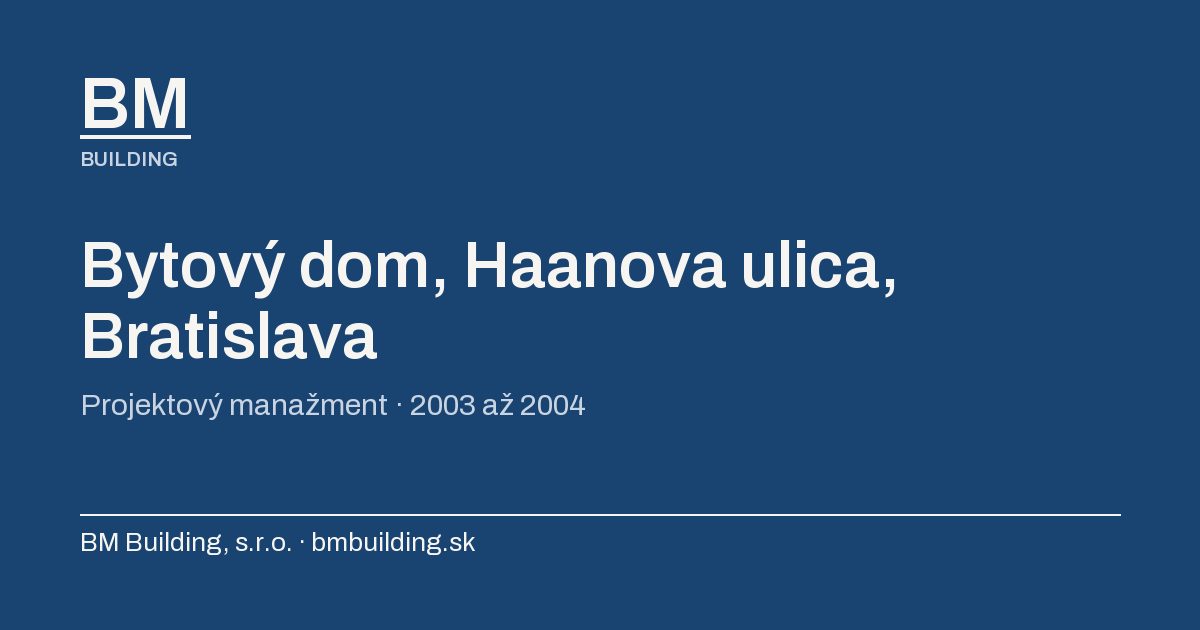 BM
BUILDING
Bytový dom, Haanova ulica,
Bratislava
Projektový manažment · 2003 až 2004
BM Building, s.r.o. · bmbuilding.sk